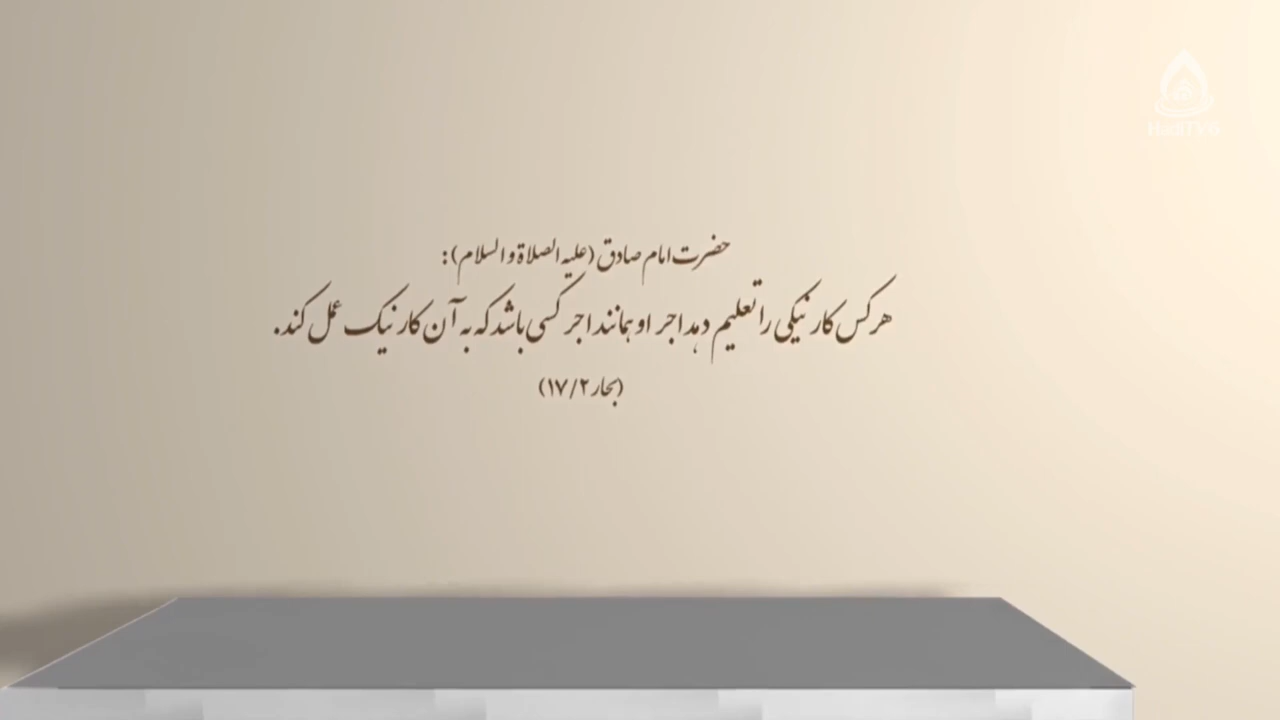 HadiTV6
حضرت امام صادق (علیه الصلاة و السلام):
هر کس کار نیکی را تعلیم دهد اجر او همانند اجر کسی باشد که به آن کار نیک عمل کند.
(بحار ۲/ ۱۷)